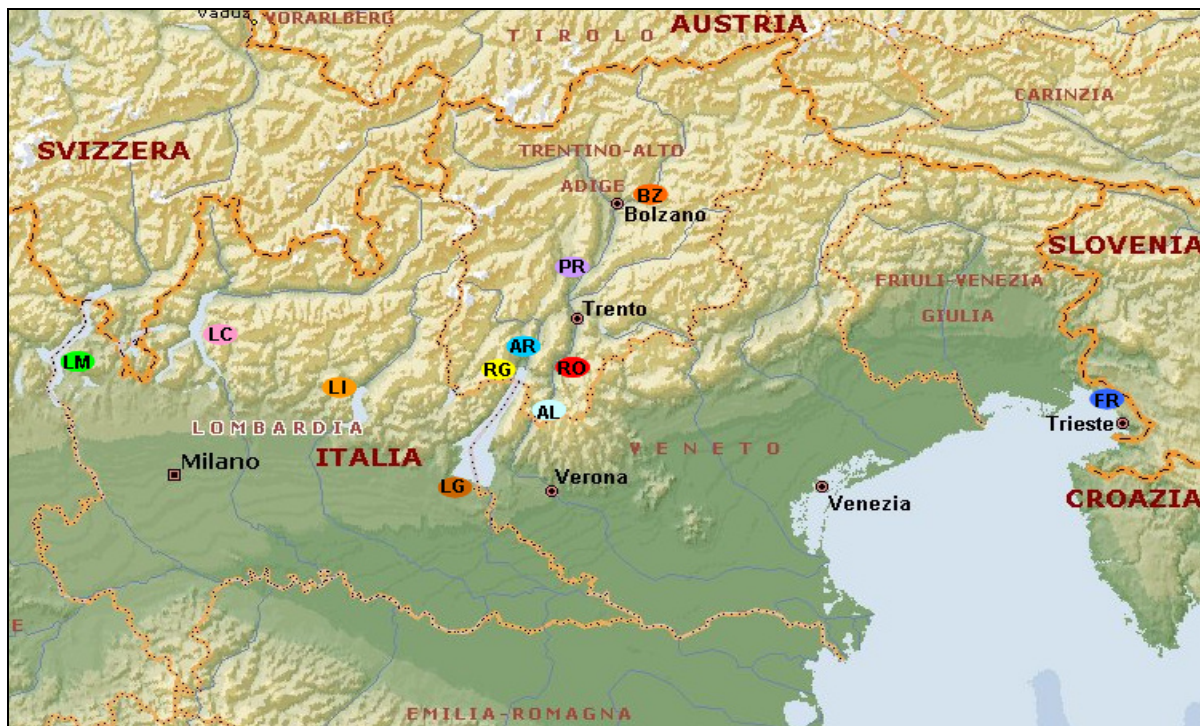 Vaduz
VORARLBERG
TIROLO
AUSTRIA
CARINZIA
SVIZZERA
TRENTINO-ALTO
ADIGE
BZ
Bolzano
SLOVENIA
PR
FRIULI-VENEZIA
GIULIA
Trento
LC
AR
LM
RG
RO
LI
AL
FR
Trieste
LOMBARDIA
ITALIA
VENETO
Milano
LG
Verona
Venezia
CROAZIA
E
EMILIA-ROMAGNA